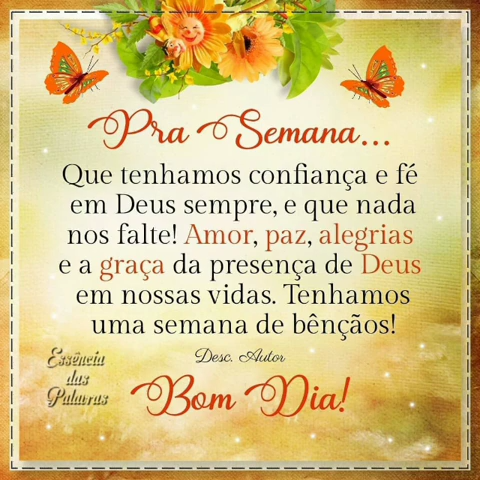 Pra Semana...
Que tenhamos confiança e fé
em Deus sempre, e que nada
nos falte! Amor, paz, alegrias
e a graça da presença de Deus
em nossas vidas. Tenhamos
uma semana de bênçãos!
Desc. Autor
Essência
das
Palavras
Bom Dia!